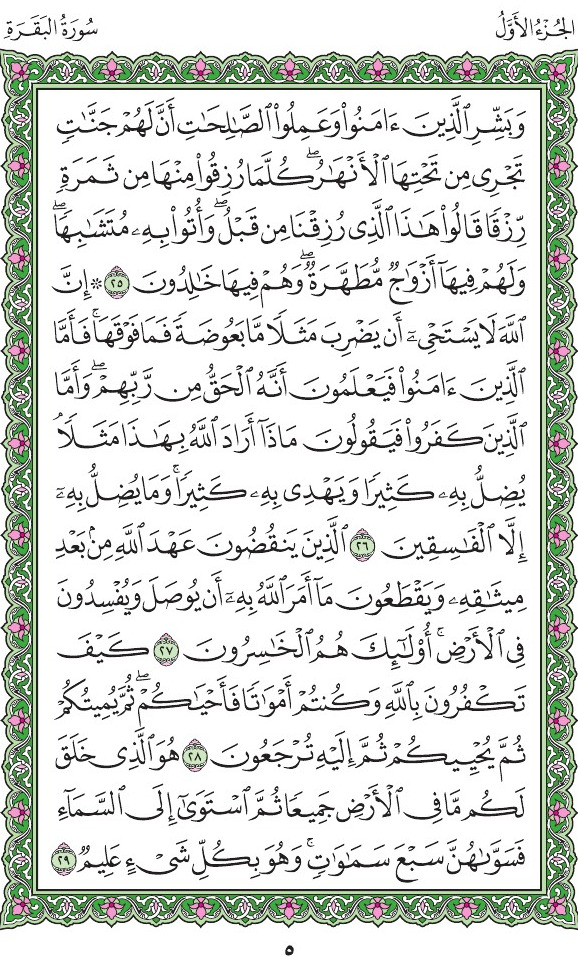 الجُزْءُ الأَوَّلُ
سُورَةُ البَقَرَةِ
وَبَشِّرِ ٱلَّذِينَ ءَامَنُوا۟ وَعَمِلُوا۟ ٱلصَّـٰلِحَـٰتِ أَنَّ لَهُمْ جَنَّـٰتٍ
تَجْرِى مِن تَحْتِهَا ٱلْأَنْهَـٰرُ ۖ كُلَّمَا رُزِقُوا۟ مِنْهَا مِن ثَمَرَةٍ
رِّزْقًا قَالُوا۟ هَـٰذَا ٱلَّذِى رُزِقْنَا مِن قَبْلُ ۖ وَأُتُوا۟ بِهِۦ مُتَشَـٰبِهًا ۖ
وَلَهُمْ فِيهَآ أَزْوَٰجٌ مُّطَهَّرَةٌ ۖ وَهُمْ فِيهَا خَـٰلِدُونَ ٢٥ ۞ إِنَّ
ٱللَّهَ لَا يَسْتَحْىِۦٓ أَن يَضْرِبَ مَثَلًا مَّا بَعُوضَةً فَمَا فَوْقَهَا ۚ فَأَمَّا
ٱلَّذِينَ ءَامَنُوا۟ فَيَعْلَمُونَ أَنَّهُ ٱلْحَقُّ مِن رَّبِّهِمْ ۖ وَأَمَّا
ٱلَّذِينَ كَفَرُوا۟ فَيَقُولُونَ مَاذَآ أَرَادَ ٱللَّهُ بِهَـٰذَا مَثَلًا ۘ
يُضِلُّ بِهِۦ كَثِيرًا وَيَهْدِى بِهِۦ كَثِيرًا ۚ وَمَا يُضِلُّ بِهِۦٓ
إِلَّا ٱلْفَـٰسِقِينَ ٢٦ ٱلَّذِينَ يَنقُضُونَ عَهْدَ ٱللَّهِ مِنۢ بَعْدِ
مِيثَـٰقِهِۦ وَيَقْطَعُونَ مَآ أَمَرَ ٱللَّهُ بِهِۦٓ أَن يُوصَلَ وَيُفْسِدُونَ
فِى ٱلْأَرْضِ ۚ أُو۟لَـٰٓئِكَ هُمُ ٱلْخَـٰسِرُونَ ٢٧ كَيْفَ
تَكْفُرُونَ بِٱللَّهِ وَكُنتُمْ أَمْوَٰتًا فَأَحْيَـٰكُمْ ۖ ثُمَّ يُمِيتُكُمْ
ثُمَّ يُحْيِيكُمْ ثُمَّ إِلَيْهِ تُرْجَعُونَ ٢٨ هُوَ ٱلَّذِى خَلَقَ
لَكُم مَّا فِى ٱلْأَرْضِ جَمِيعًا ثُمَّ ٱسْتَوَىٰٓ إِلَى ٱلسَّمَآءِ
فَسَوَّىٰهُنَّ سَبْعَ سَمَـٰوَٰتٍ ۚ وَهُوَ بِكُلِّ شَىْءٍ عَلِيمٌ ٢٩
٥